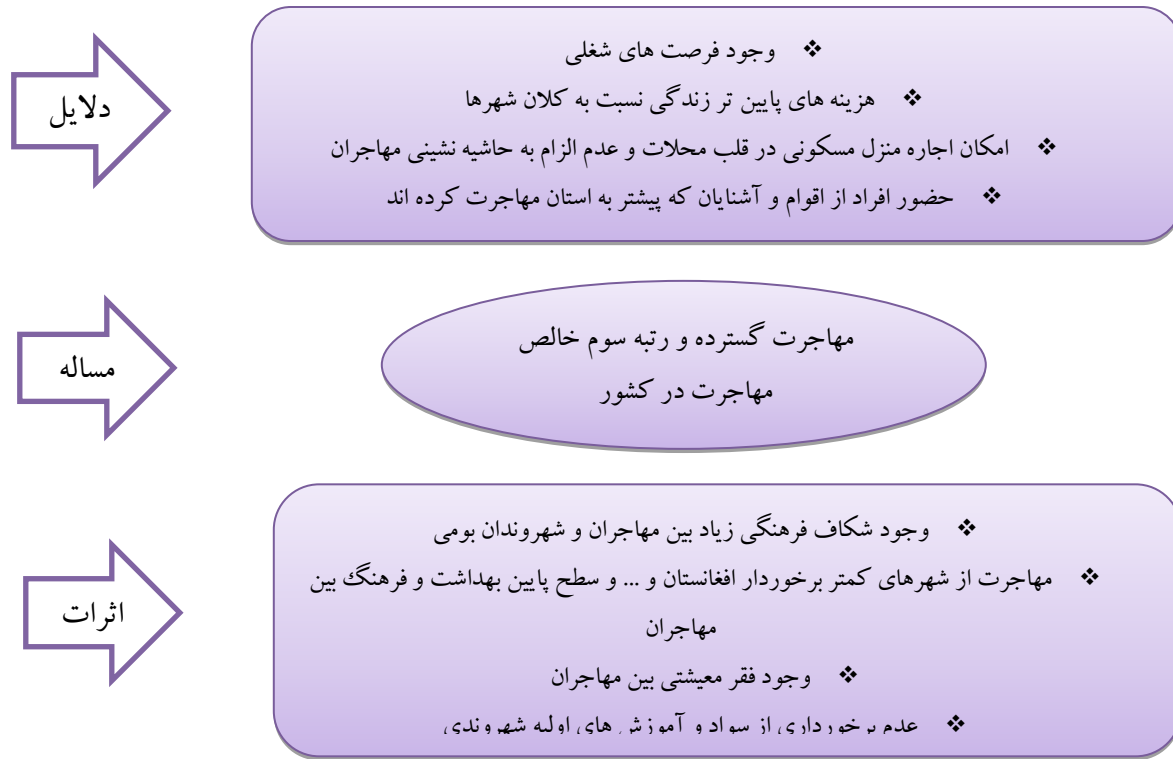 دلایل
❖ وجود فرصت های شغلی
❖ هزینه های پایین تر زندگی نسبت به کلان شهرها
❖ امکان اجاره منزل مسکونی در قلب محلات و عدم الزام به حاشیه نشینی مهاجران
❖ حضور افراد از اقوام و آشنایان که پیشتر به استان مهاجرت کرده اند
مساله
مهاجرت گسترده و رتبه سوم خالص
مهاجرت در کشور
اثرات
❖ وجود شکاف فرهنگی زیاد بین مهاجران و شهروندان بومی
❖ مهاجرت از شهرهای کمتر برخوردار افغانستان و ... و سطح پایین بهداشت و فرهنگ بین
مهاجران
❖ وجود فقر معیشتی بین مهاجران
❖ عدم برخورداری از سواد و آموزش های اولیه شهروندی